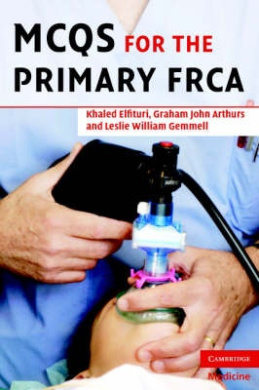 MCQS FOR THE
PRIMARY FRCA
Khaled Elfituri, Graham John Arthurs
and Leslie William Gemmell
CAMBRIDGE
Medicine